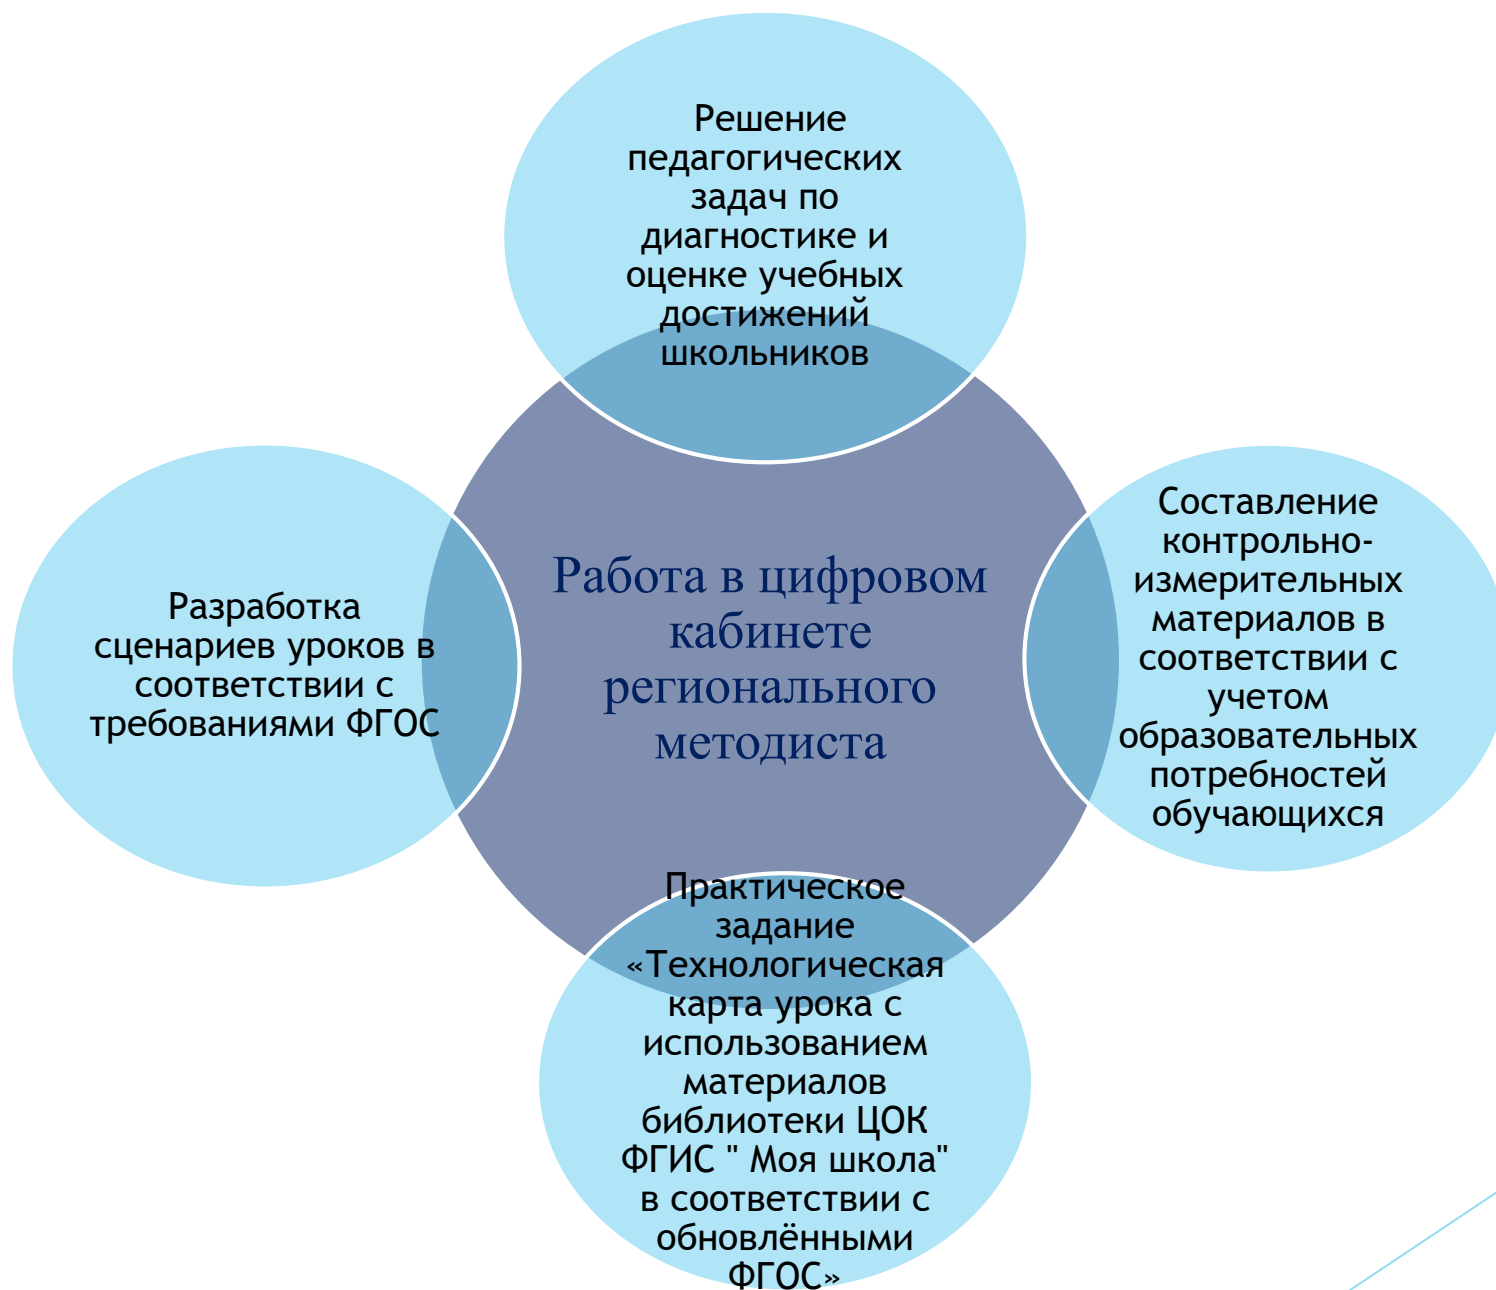 Решение
педагогических
задач по
диагностике и
оценке учебных
достижений
школьников
Разработка
сценариев уроков в
соответствии с
требованиями ФГОС
Работа в цифровом
кабинете
регионального
методиста
Составление
контрольно-
измерительных
материалов в
соответствии с
учетом
образовательных
потребностей
обучающихся
Практическое
задание
«Технологическая
карта урока с
использованием
материалов
библиотеки ЦОК
ФГИС " Моя школа"
в соответствии с
обновлёнными
ФГОС»